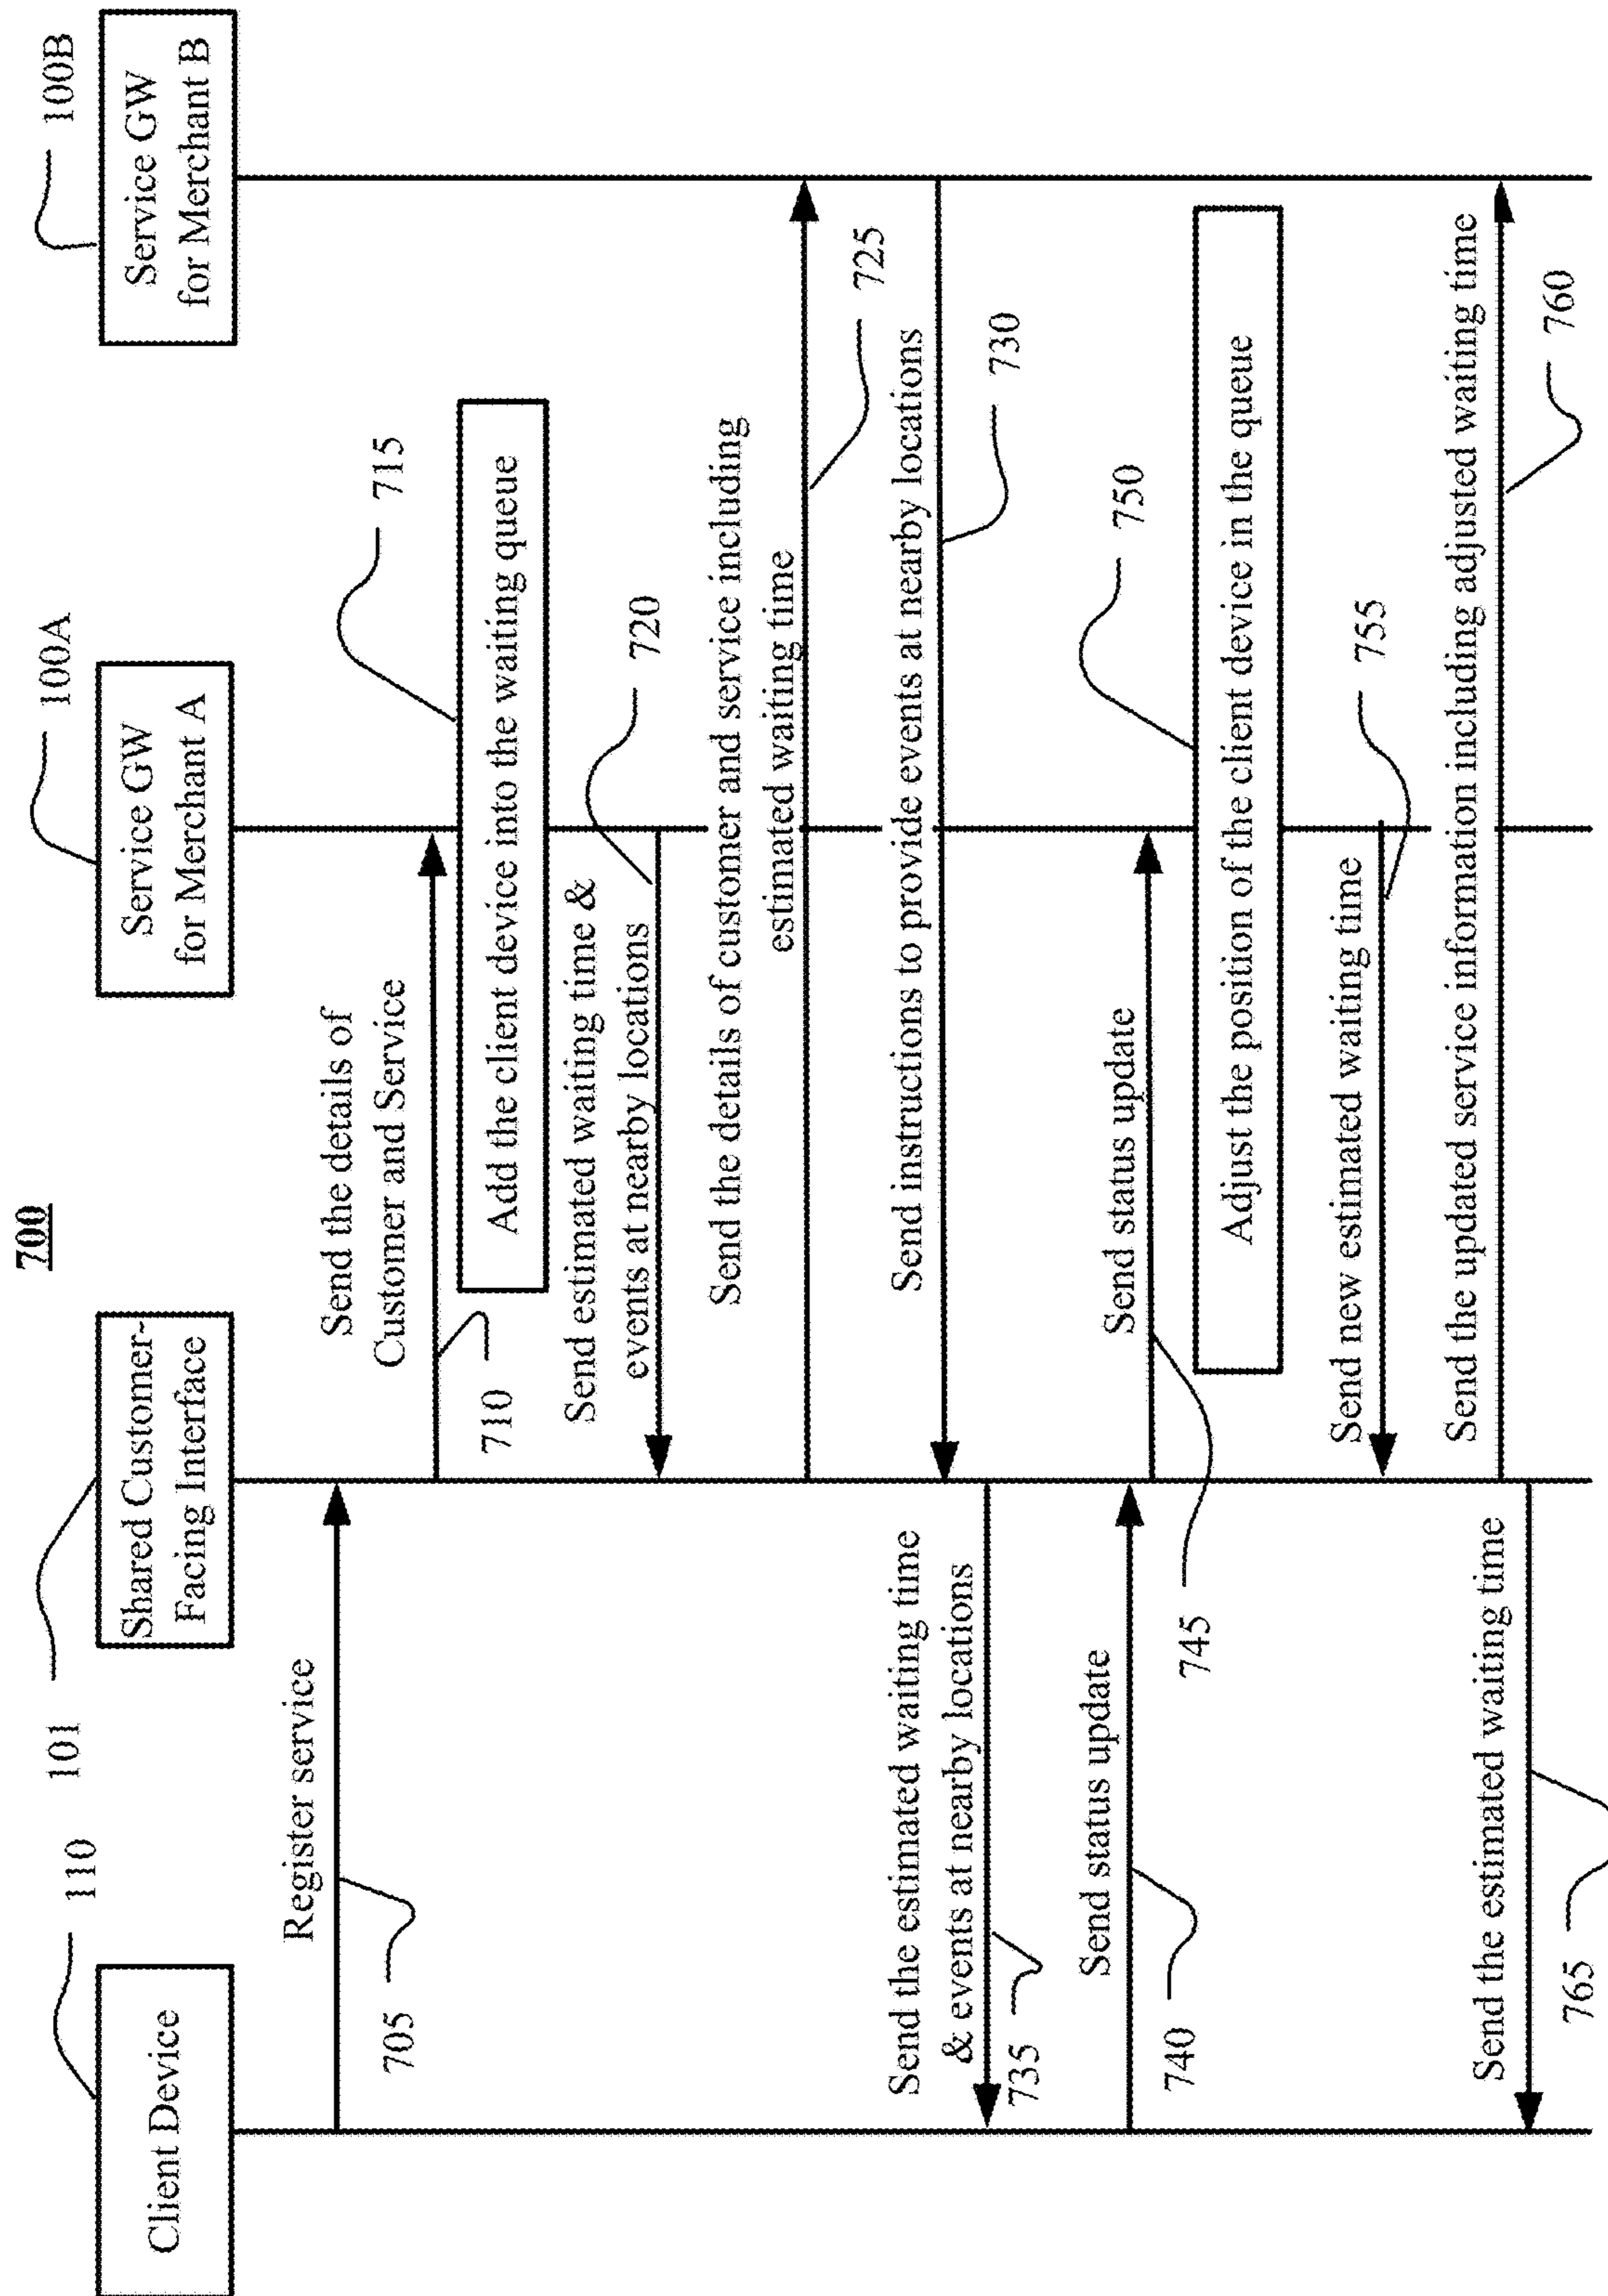 700
110
101
100A
100B
Client Device
Shared Customer-
Facing Interface
Service GW
for Merchant A
Service GW
for Merchant B
Register service
705
Send the details of
Customer and Service
710
715
Add the client device into the waiting queue
Send estimated waiting time &
events at nearby locations
720
Send the details of customer and service including
estimated waiting time
725
Send instructions to provide events at nearby locations
730
Send the estimated waiting time
& events at nearby locations
735
Send status update
740
Send status update
745
750
Adjust the position of the client device in the queue
Send new estimated waiting time
755
Send the updated service information including adjusted waiting time
760
Send the estimated waiting time
765